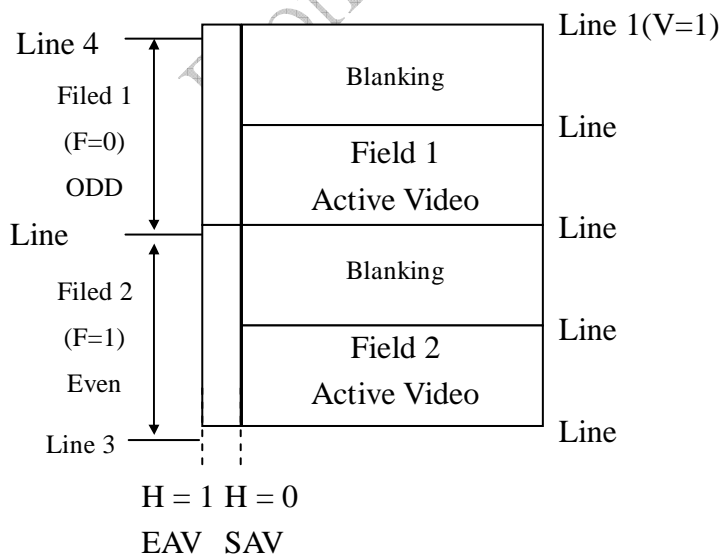 Line 1(V=1)
Line 4
Blanking
Filed 1
(F=0)
ODD
Line
Field 1
Active Video
Line
Line
Blanking
Filed 2
(F=1)
Even
Line
Field 2
Active Video
Line 3
Line
H = 1 H = 0
EAV SAV